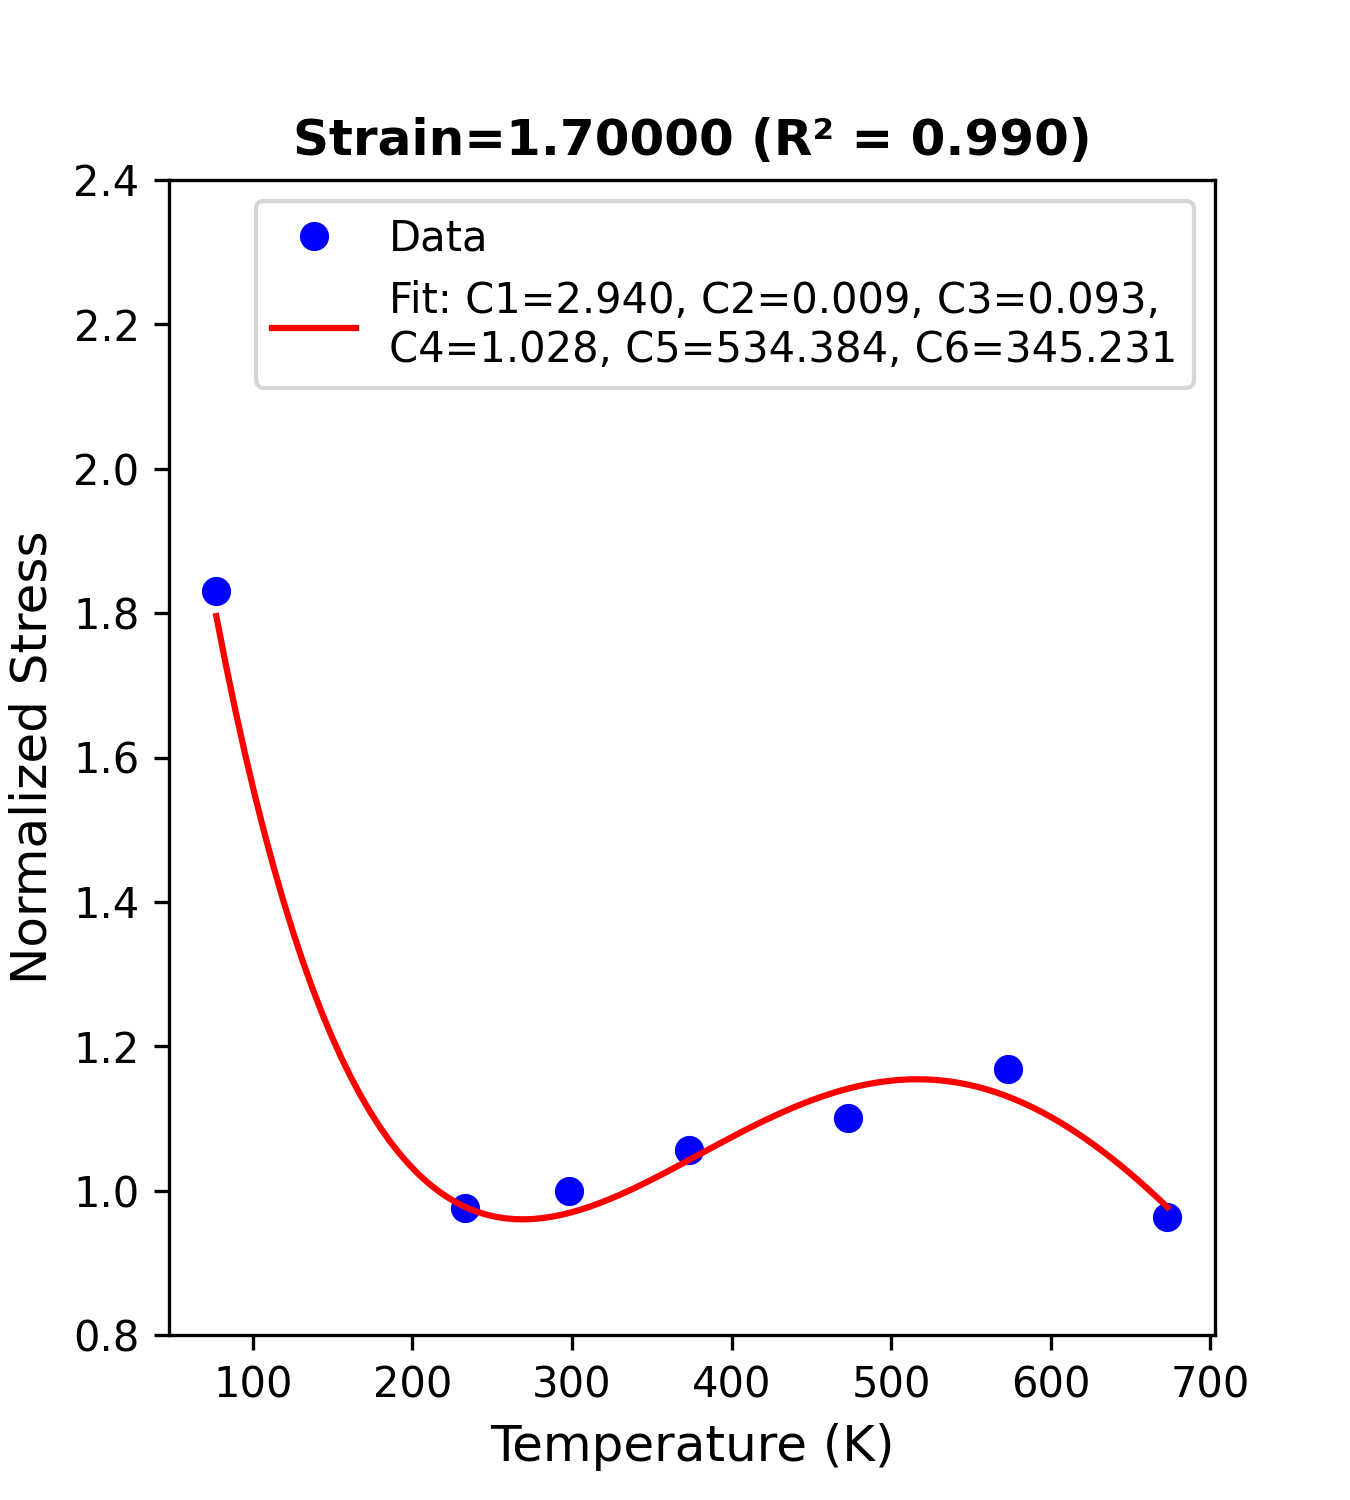 Strain=1.70000 (R² = 0.990)
Data
Fit: C1=2.940, C2=0.009, C3=0.093,
C4=1.028, C5=534.384, C6=345.231
2.4
2.2
2.0
1.8
1.6
1.4
1.2
1.0
0.8
Normalized Stress
100 200 300 400 500 600 700
Temperature (K)